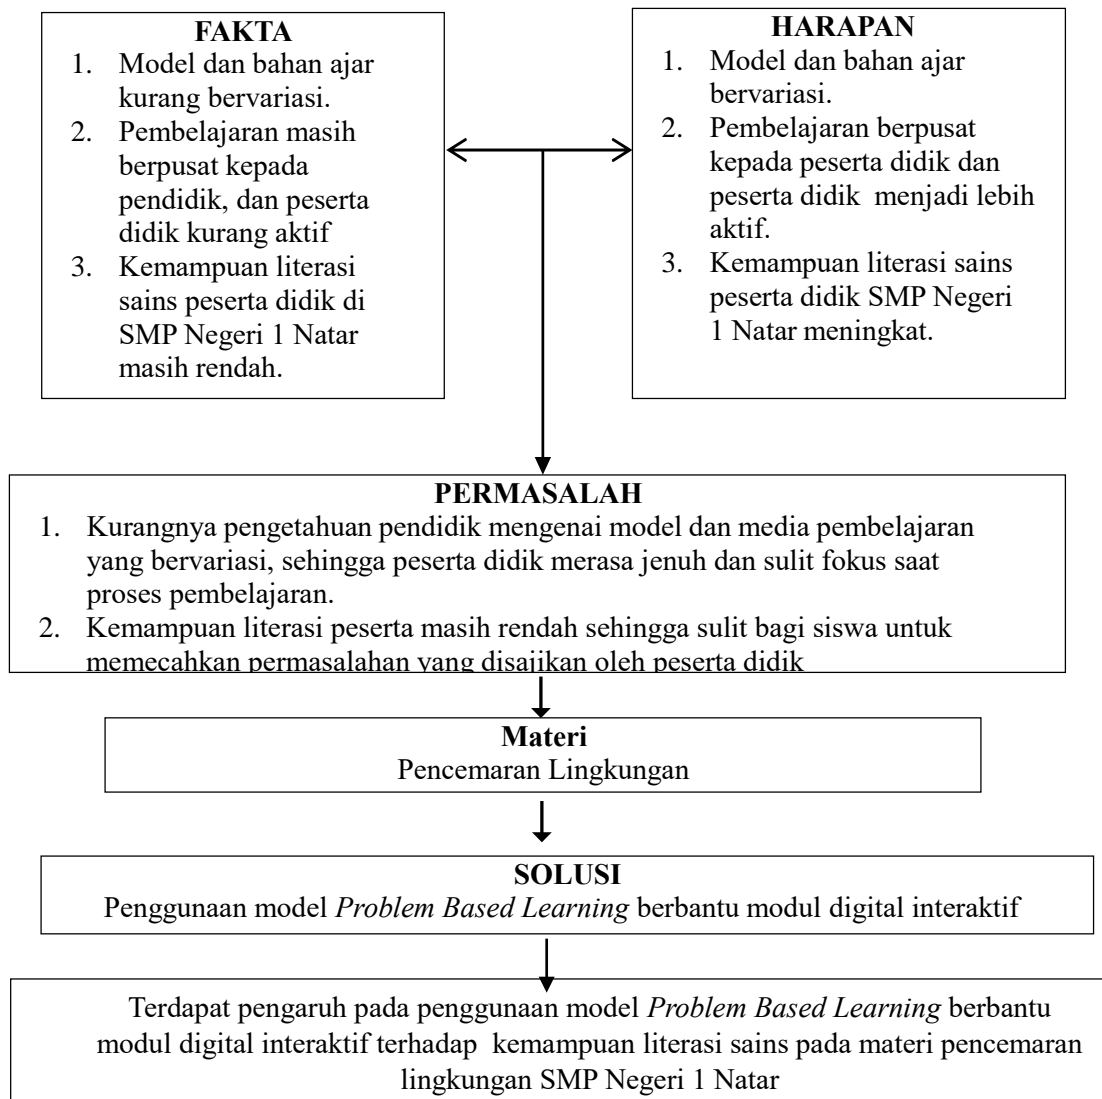 FAKTA
1. Model dan bahan ajar
kurang bervariasi.
2. Pembelajaran masih
berpusat kepada
pendidik, dan peserta
didik kurang aktif
3. Kemampuan literasi
sains peserta didik di
SMP Negeri 1 Natar
masih rendah.
HARAPAN
1. Model dan bahan ajar
bervariasi.
2. Pembelajaran berpusat
kepada peserta didik dan
peserta didik menjadi lebih
aktif.
3. Kemampuan literasi sains
peserta didik SMP Negeri
1 Natar meningkat.
PERMASALAH
1. Kurangnya pengetahuan pendidik mengenai model dan media pembelajaran
yang bervariasi, sehingga peserta didik merasa jenuh dan sulit fokus saat
proses pembelajaran.
2. Kemampuan literasi peserta masih rendah sehingga sulit bagi siswa untuk
memecahkan permasalahan yang disajikan oleh peserta didik
Materi
Pencemaran Lingkungan
SOLUSI
Penggunaan model Problem Based Learning berbantu modul digital interaktif
Terdapat pengaruh pada penggunaan model Problem Based Learning berbantu
modul digital interaktif terhadap kemampuan literasi sains pada materi pencemaran
lingkungan SMP Negeri 1 Natar